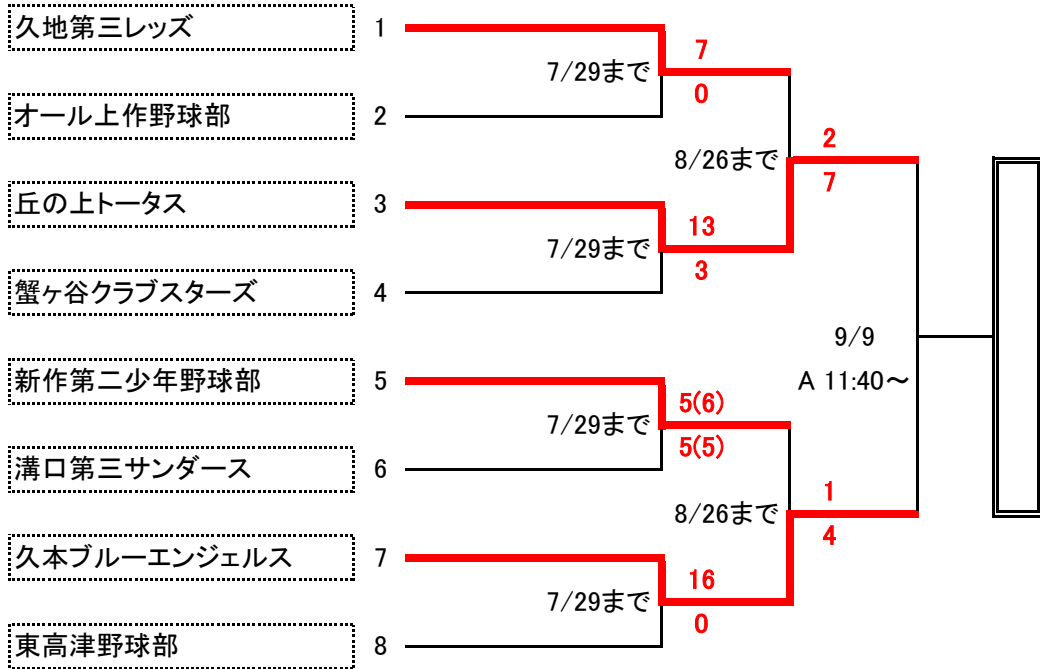 久地第三レッズ 1
7
7/29まで
0
オール上作野球部 2
2
8/26まで
7
丘の上トータス 3
13
7/29まで
3
蟹ヶ谷クラブスターズ 4
9/9
A 11:40～
新作第二少年野球部 5
5(6)
7/29まで
5(5)
溝口第三サンダース 6
1
8/26まで
4
久本ブルーエンジェルス 7
16
7/29まで
0
東高津野球部 8